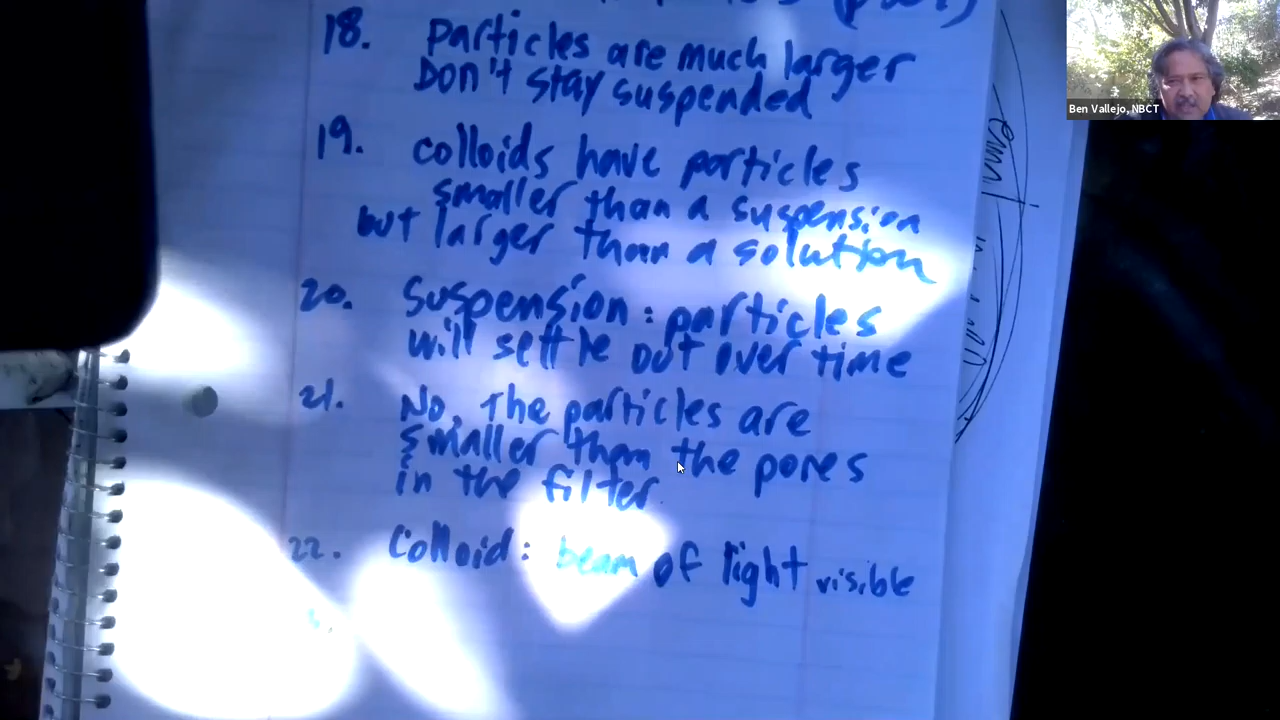 18. Particles are much larger
Don't stay suspended
19. colloids have particles
smaller than a suspension
but larger than a solution
20. Suspension: particles
will settle out over time
21. No, the particles are
smaller than the pores
in the filter.
22. Colloid: beam of light visible
Ben Vallejo, NBCT